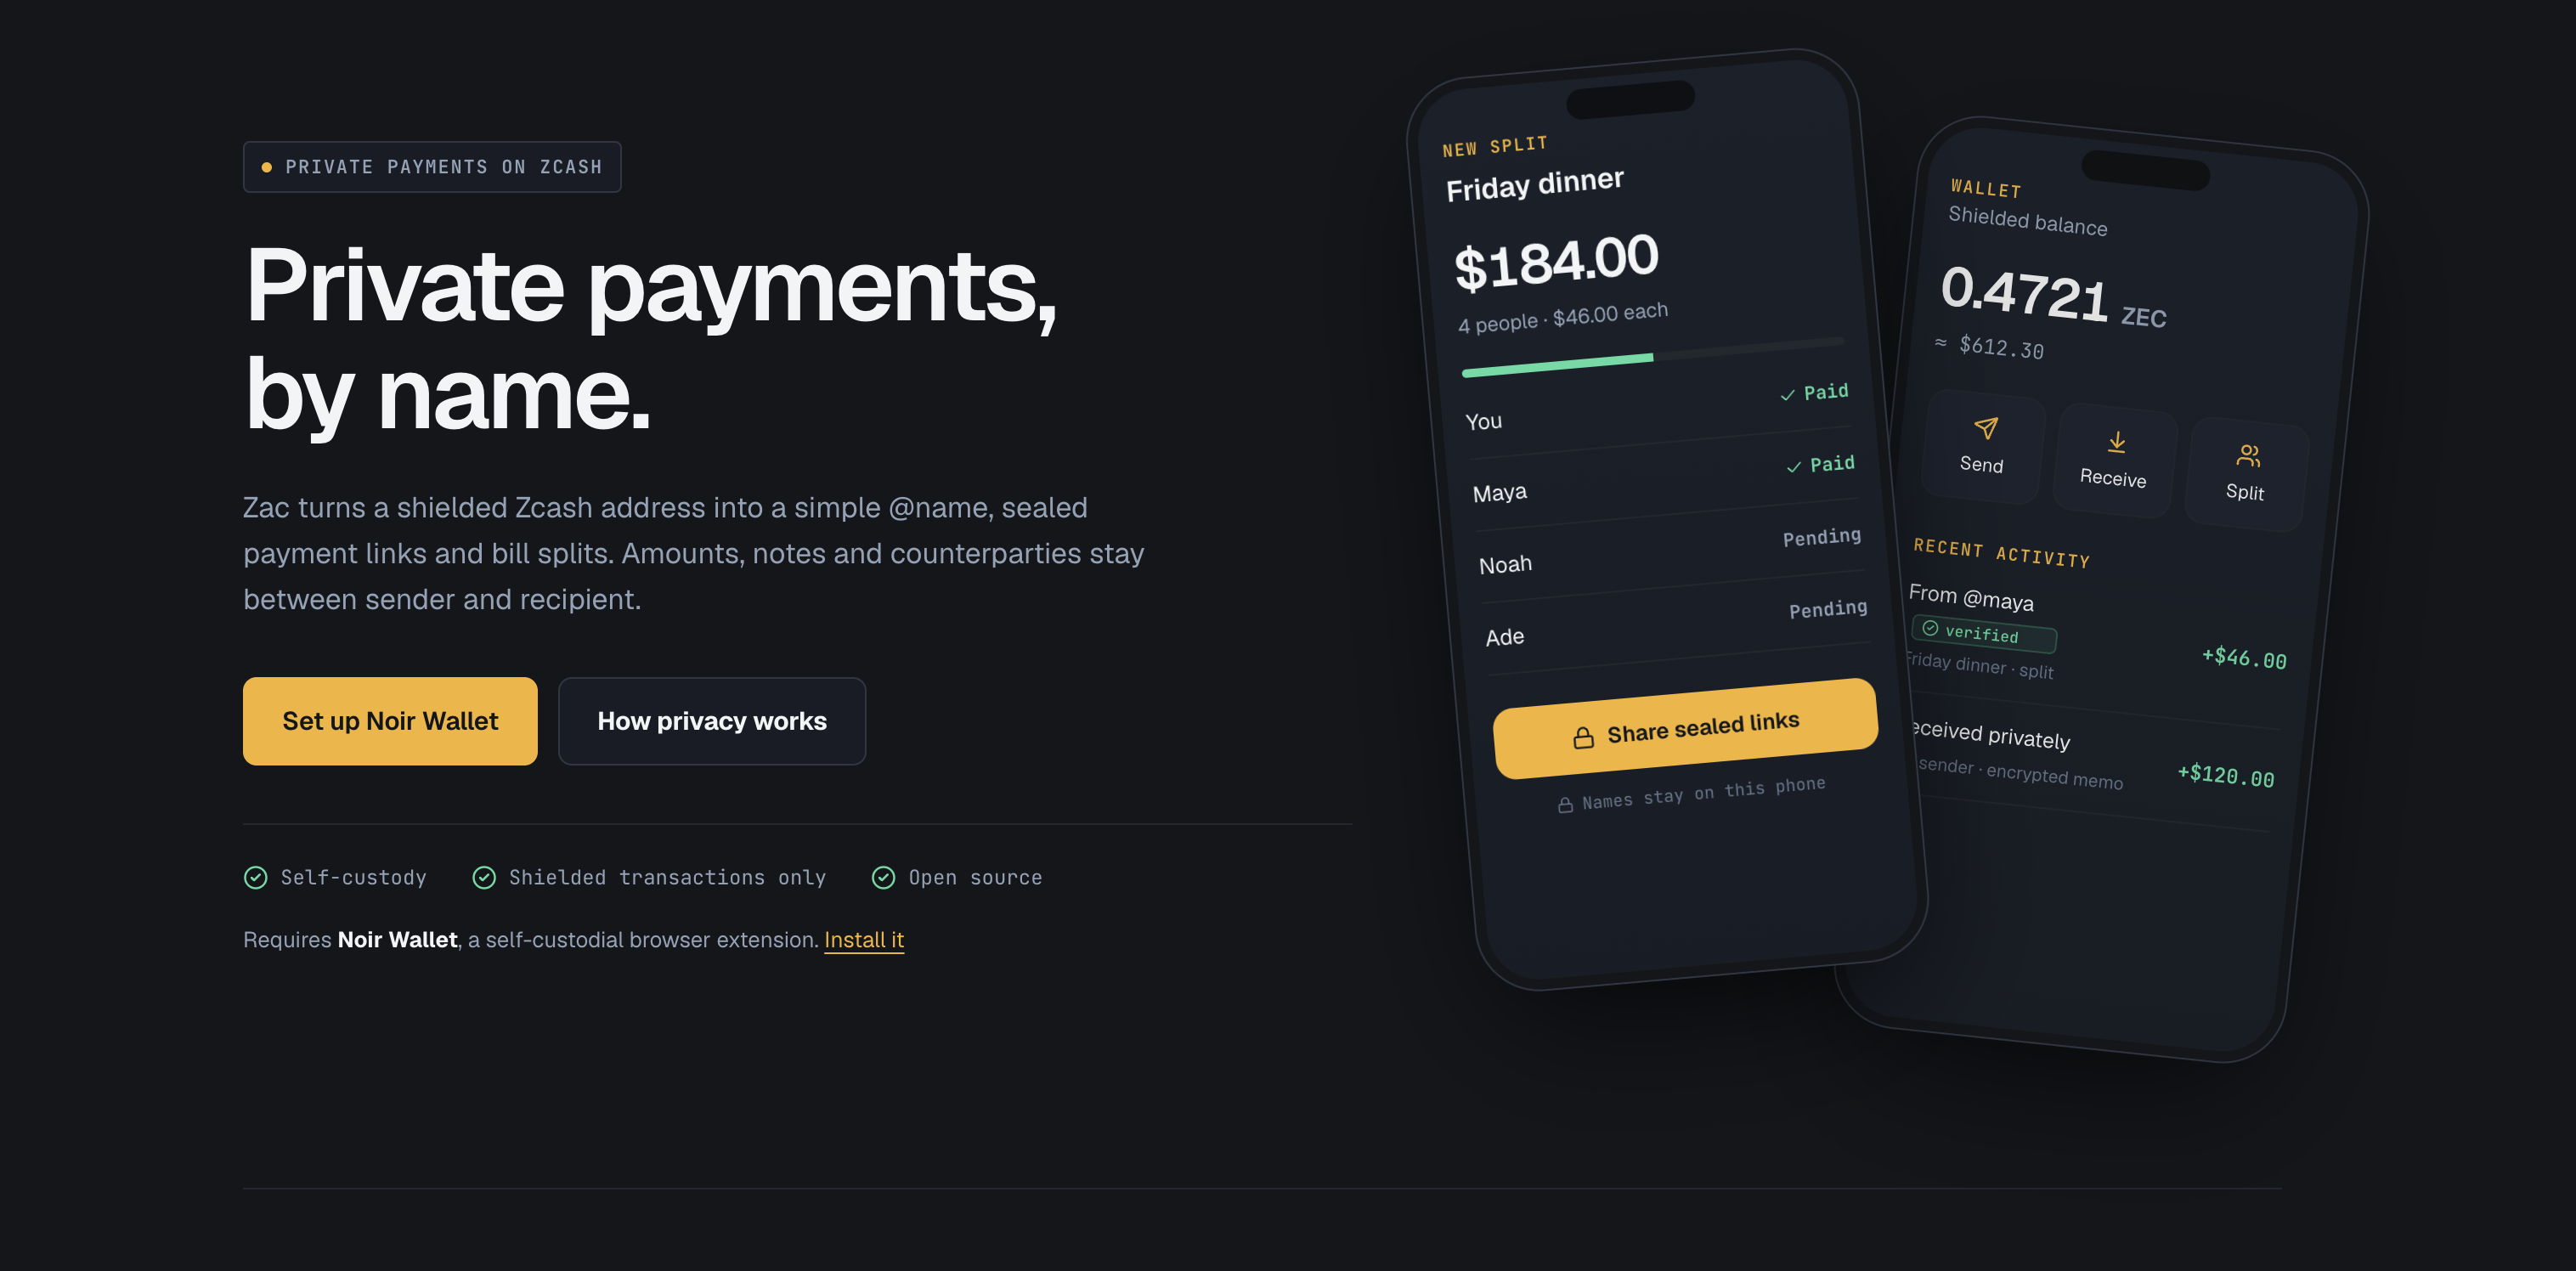 PRIVATE PAYMENTS ON ZCASH
Private payments,
by name.
Zac turns a shielded Zcash address into a simple @name, sealed
payment links and bill splits. Amounts, notes and counterparties stay
between sender and recipient.
Set up Noir Wallet
How privacy works
Self-custody
Shielded transactions only
Open source
Requires Noir Wallet, a self-custodial browser extension. Install it
NEW SPLIT
Friday dinner
$184.00
4 people · $46.00 each
You
Paid
Maya
Paid
Noah
Pending
Ade
Pending
Share sealed links
Names stay on this phone
WALLET
Shielded balance
0.4721 ZEC
≈ $612.30
Send
Receive
Split
RECENT ACTIVITY
From @maya
verified
Friday dinner · split
+$46.00
eceived privately
sender · encrypted memo
+$120.00